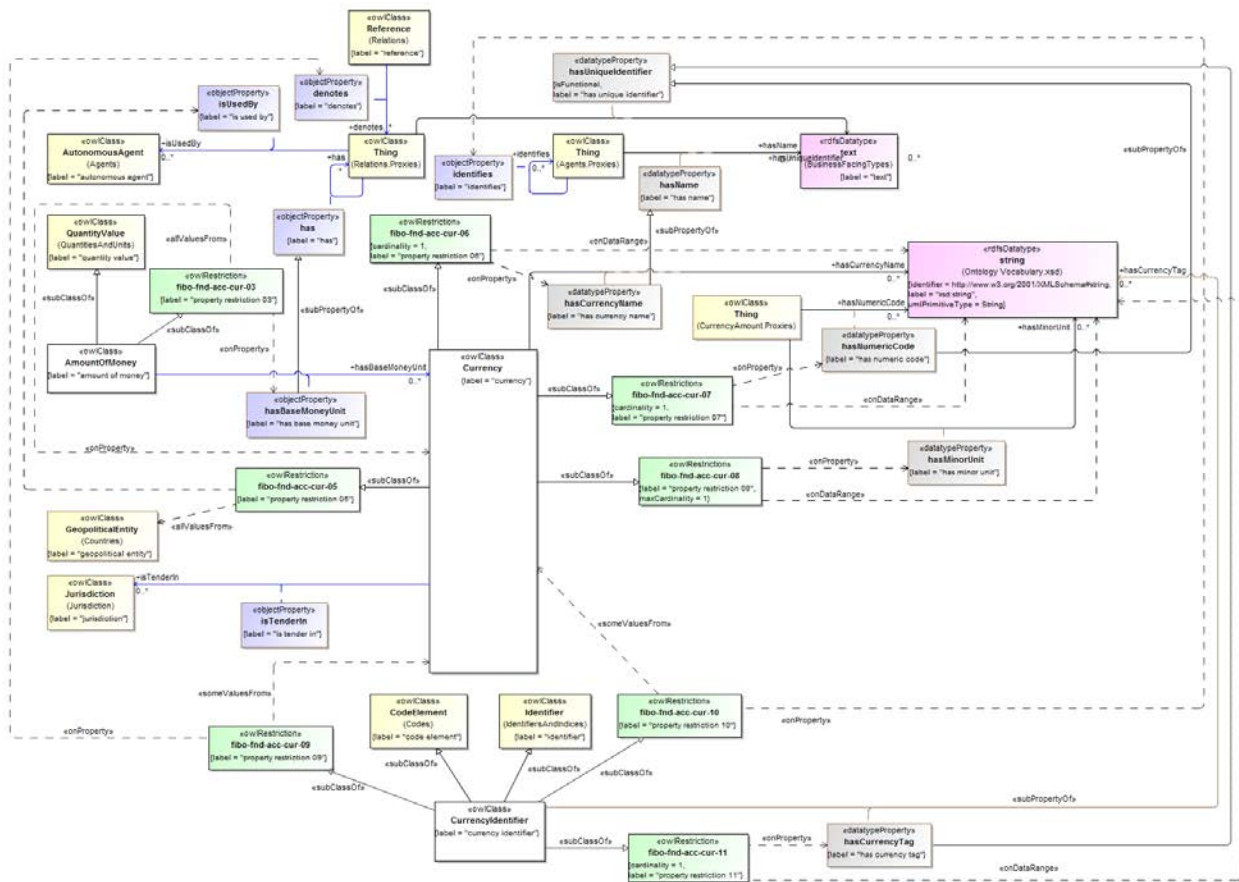 «owlClass»
Reference
(Relations)
[label = "reference"]
«objectProperty»
denotes
[label = "denotes"]
«datatypeProperty»
hasUniqueIdentifier
[isFunctional,
label = "has unique identifier"]
«objectProperty»
isUsedBy
[label = "is used by"]
+denotes
*
«owlClass»
AutonomousAgent
(Agents)
[label = "autonomous agent"]
+isUsedBy
0..*
+has
*
«owlClass»
Thing
(Relations.Proxies)
«objectProperty»
identifies
[label = "identifies"]
+identifies
0..*
«owlClass»
Thing
(Agents.Proxies)
+hasName
+hasUniqueIdentifier
0..*
«rdfsDatatype»
text
(BusinessFacingTypes)
[label = "text"]
«subPropertyOf»
«datatypeProperty»
hasName
[label = "has name"]
«owlClass»
QuantityValue
(QuantitiesAndUnits)
[label = "quantity value"]
«allValuesFrom»
«objectProperty»
has
[label = "has"]
«owlRestriction»
fibo-fnd-acc-cur-06
[cardinality = 1,
label = "property restriction 06"]
«onDataRange»
«subPropertyOf»
«rdfsDatatype»
string
(Ontology Vocabulary.xsd)
[identifier = http://www.w3.org/2001/XMLSchema#string,
label = "xsd:string",
umlPrimitiveType = String]
+hasCurrencyName
0..*
+hasCurrencyTag
0..*
«owlRestriction»
fibo-fnd-acc-cur-03
[label = "property restriction 03"]
«onProperty»
«datatypeProperty»
hasCurrencyName
[label = "has currency name"]
«subClassOf»
«subClassOf»
«subPropertyOf»
«subClassOf»
«owlClass»
Thing
(CurrencyAmount.Proxies)
+hasNumericCode
0..*
+hasMinorUnit
0..*
«datatypeProperty»
hasNumericCode
[label = "has numeric code"]
«owlClass»
AmountOfMoney
[label = "amount of money"]
«onProperty»
«owlClass»
Currency
[label = "currency"]
+hasBaseMoneyUnit
0..*
«onProperty»
«subClassOf»
«owlRestriction»
fibo-fnd-acc-cur-07
[cardinality = 1,
label = "property restriction 07"]
«onDataRange»
«objectProperty»
hasBaseMoneyUnit
[label = "has base money unit"]
«onProperty»
«datatypeProperty»
hasMinorUnit
[label = "has minor unit"]
«owlRestriction»
fibo-fnd-acc-cur-05
[label = "property restriction 05"]
«subClassOf»
«subClassOf»
«owlRestriction»
fibo-fnd-acc-cur-08
[label = "property restriction 08",
maxCardinality = 1]
«onProperty»
«onDataRange»
«owlClass»
GeopoliticalEntity
(Countries)
[label = "geopolitical entity"]
«allValuesFrom»
«owlClass»
Jurisdiction
(Jurisdiction)
[label = "jurisdiction"]
+isTenderIn
0..*
«objectProperty»
isTenderIn
[label = "is tender in"]
«someValuesFrom»
«someValuesFrom»
«owlClass»
CodeElement
(Codes)
[label = "code element"]
«owlClass»
Identifier
(IdentifiersAndIndices)
[label = "identifier"]
«owlRestriction»
fibo-fnd-acc-cur-10
[label = "property restriction 10"]
«onProperty»
«onProperty»
«owlRestriction»
fibo-fnd-acc-cur-09
[label = "property restriction 09"]
«subClassOf»
«subClassOf»
«subClassOf»
«subClassOf»
«owlClass»
CurrencyIdentifier
[label = "currency identifier"]
«subPropertyOf»
«subClassOf»
«owlRestriction»
fibo-fnd-acc-cur-11
[cardinality = 1,
label = "property restriction 11"]
«onProperty»
«datatypeProperty»
hasCurrencyTag
[label = "has currency tag"]
«onDataRange»